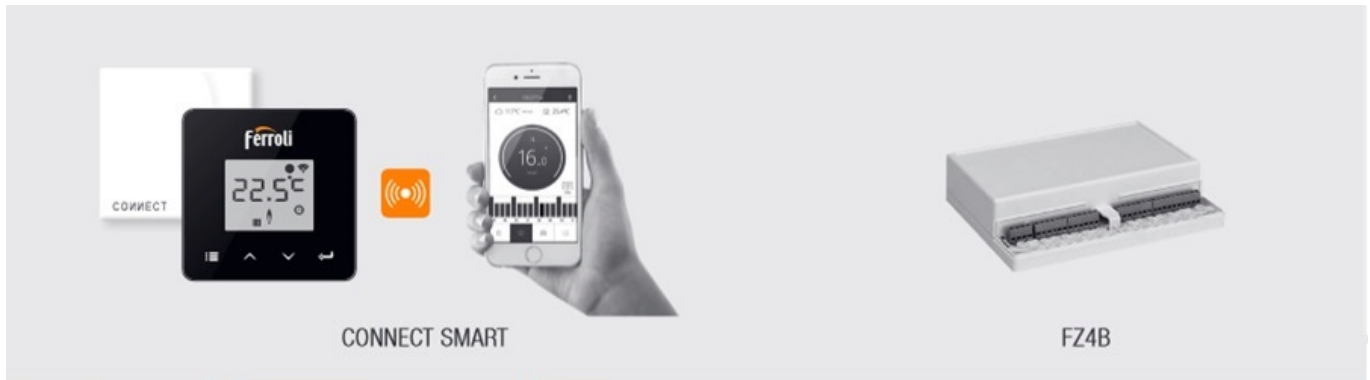 CONNECT
ferroli
22.5°C
16.0
CONNECT SMART
FZ4B